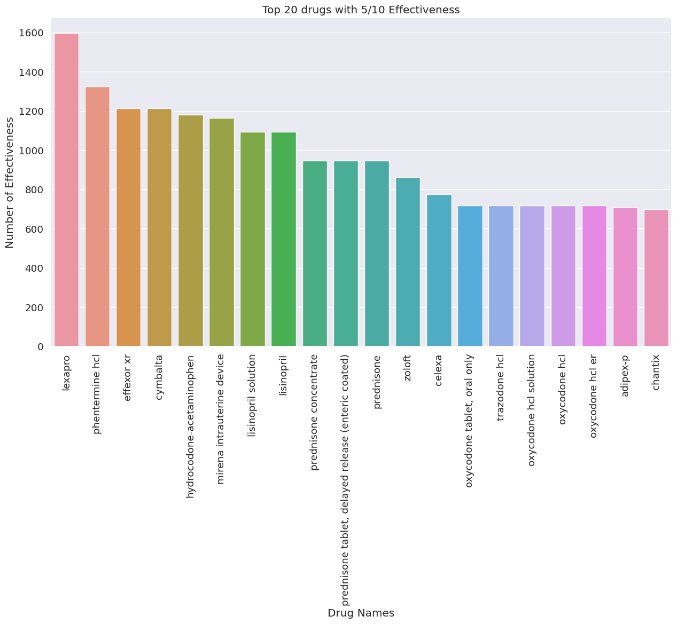 Top 20 drugs with 5/10 Effectiveness
Number of Effectiveness
1600
1400
1200
1000
800
600
400
200
0
lexapro
phentermine hcl
effexor xr
cymbalta
hydrocodone-acetaminophen
mirena intrauterine device
lisinopril solution
lisinopril
prednisone concentrate
prednisone tablet, delayed release (enteric coated)
prednisone
zoloft
celexa
oxycodone tablet, oral only
trazodone hcl
oxycodone hcl solution
oxycodone hcl
oxycodone hcl er
adipex-p
chantix
Drug Names